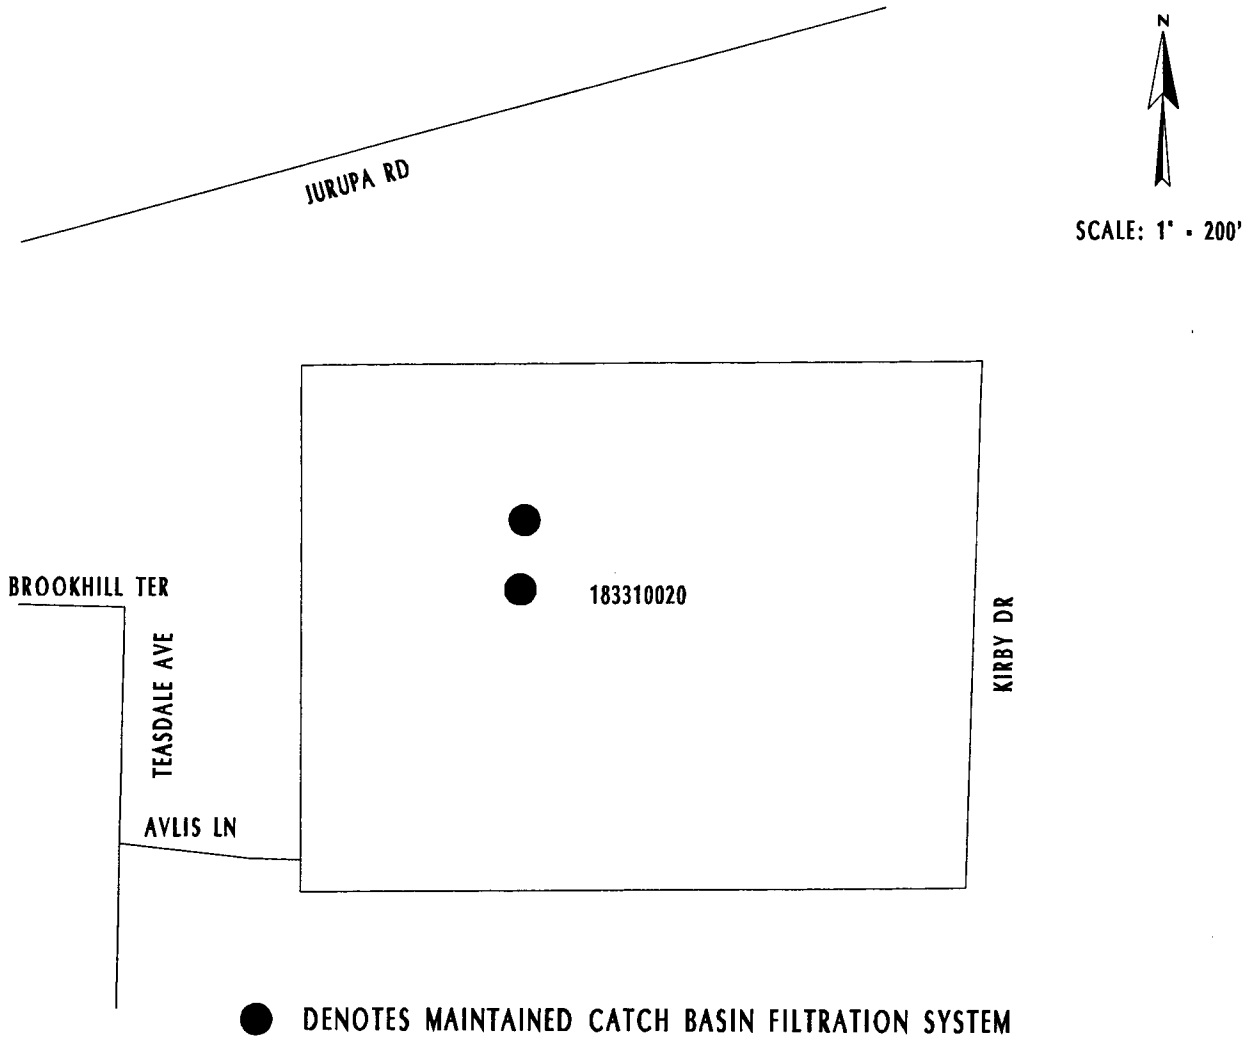 N
JURUPA RD
SCALE: 1" = 200'
BROOKHILL TER
183310020
TEASDALE AVE
KIRBY DR
AVLIS LN
DENOTES MAINTAINED CATCH BASIN FILTRATION SYSTEM